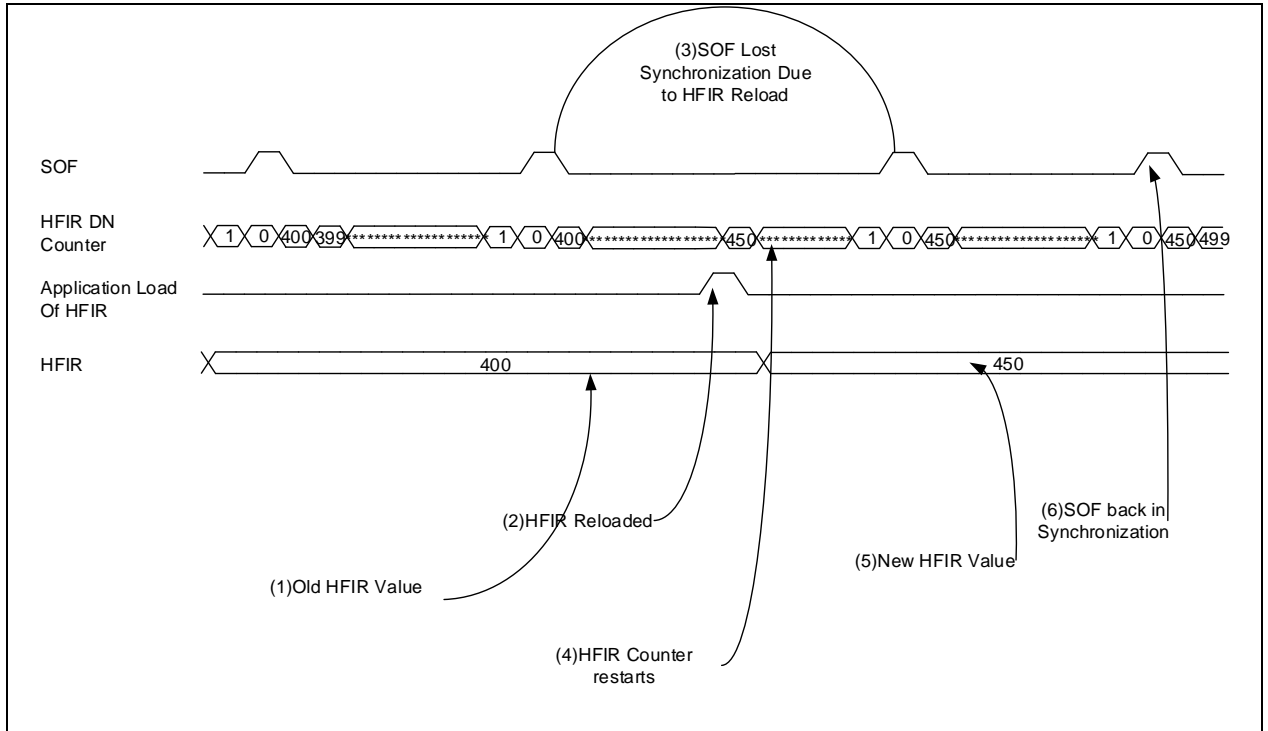 (3)SOF Lost
Synchronization Due
to HFIR Reload
SOF
HFIR DN
Counter
1 0 400 399 ******************* 1 0 400 ****************** 450 ************ 1 0 450 ******************* 1 0 450 499
Application Load
Of HFIR
HFIR
400
450
(2)HFIR Reloaded
(6)SOF back in
Synchronization
(5)New HFIR Value
(1)Old HFIR Value
(4)HFIR Counter
restarts